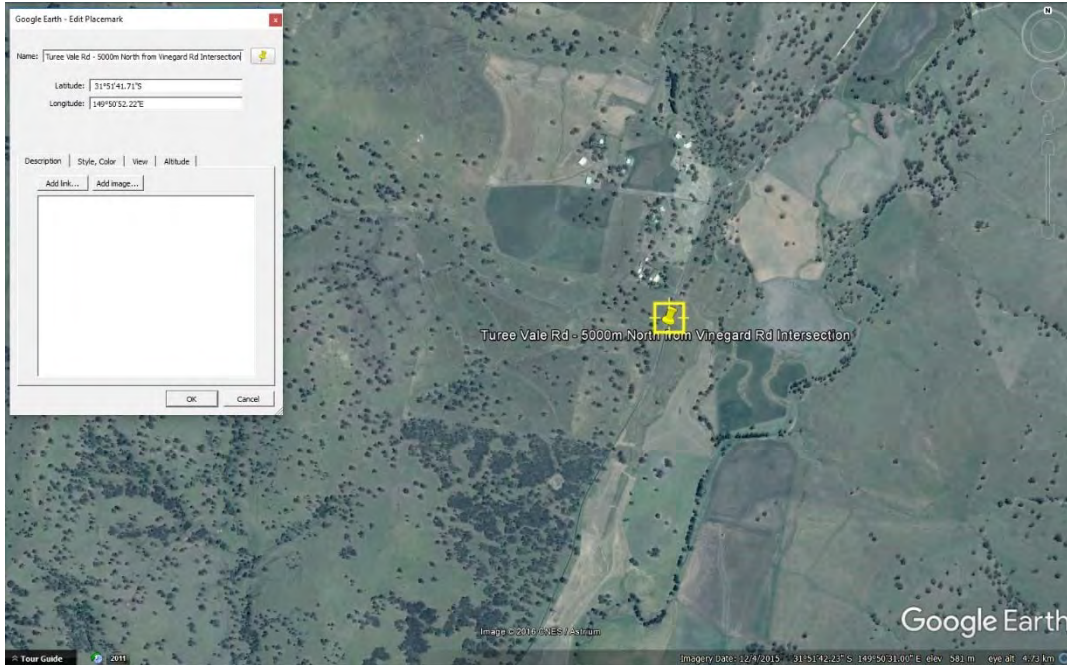 Google Earth - Edit Placemark
x
Name: Turee Vale Rd - 5000m North from Vinegard Rd Intersection
Latitude: 31°51'41.71"S
Longitude: 149°50'52.22"E
Description Style, Color View Altitude
Add link... Add image...
OK Cancel
N
Turee Vale Rd - 5000m North from Vinegard Rd Intersection
Image © 2016 CNES / Astrium
Google Earth
Tour Guide 2011 Imagery Date: 12/4/2015 31°51'42.23" S 149°50'31.00" E elev 581 m eye alt 4.73 km